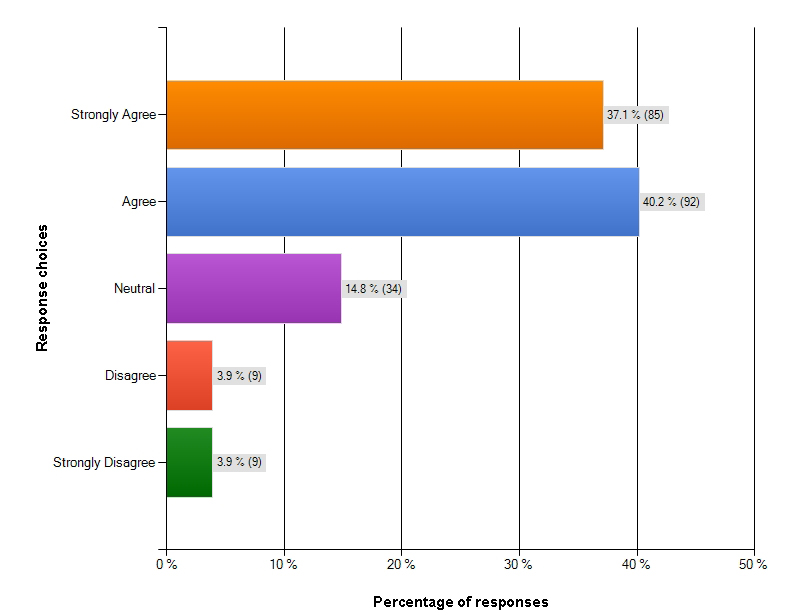 Strongly Agree
37.1 % (85)
Agree
40.2 % (92)
Response choices
Neutral
14.8 % (34)
Disagree
3.9 % (9)
Strongly Disagree
3.9 % (9)
0 %
10 %
20 %
30 %
40 %
50 %
Percentage of responses